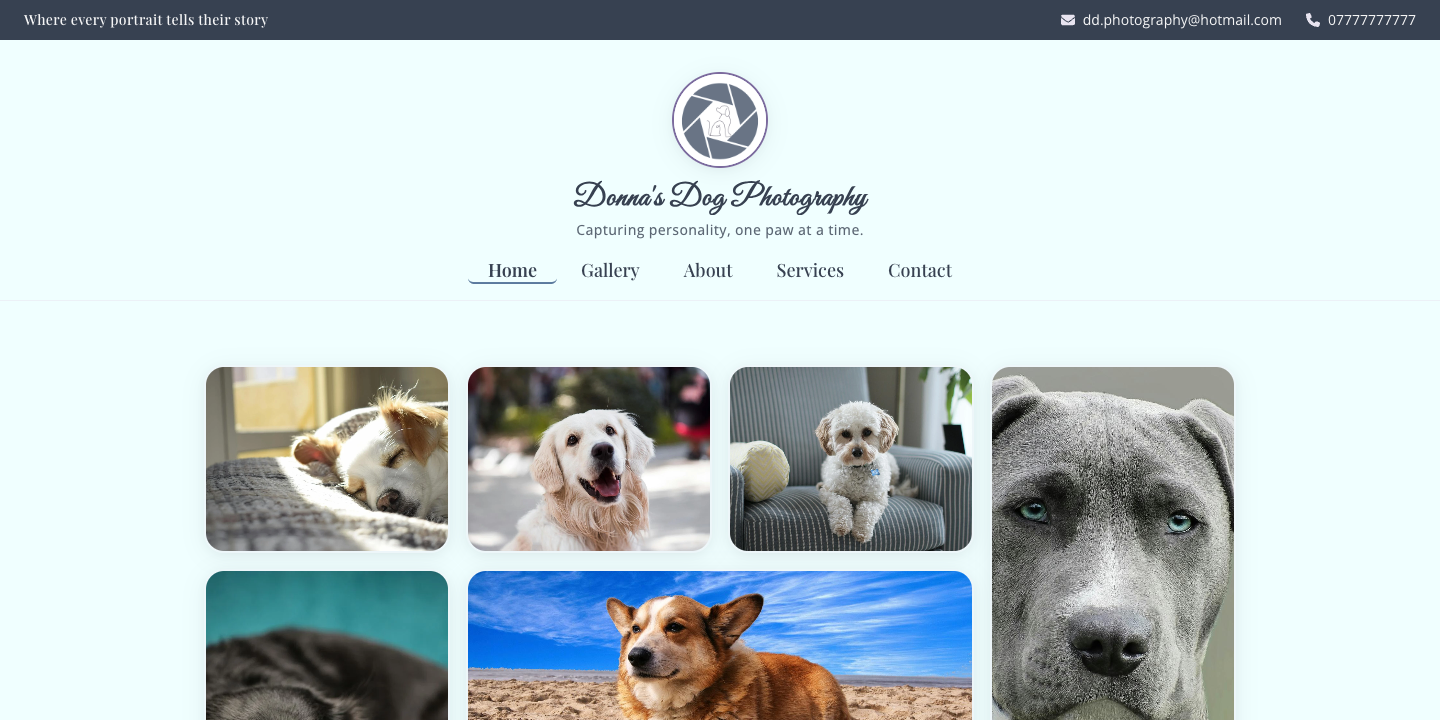 Where every portrait tells their story
dd.photography@hotmail.com
07777777777
Donna's Dog Photography
Capturing personality, one paw at a time.
Home Gallery About Services Contact